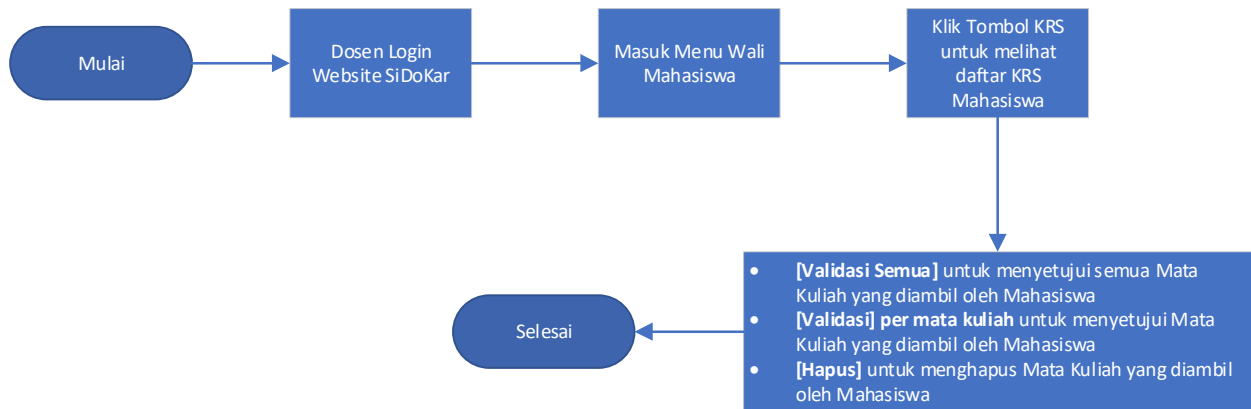 Mulai
Dosen Login
Website SiDoKar
Masuk Menu Wali
Mahasiswa
Klik Tombol KRS
untuk melihat
daftar KRS
Mahasiswa
• [Validasi Semua] untuk menyetujui semua Mata
Kuliah yang diambil oleh Mahasiswa
• [Validasi] per mata kuliah untuk menyetujui Mata
Kuliah yang diambil oleh Mahasiswa
• [Hapus] untuk menghapus Mata Kuliah yang diambil
oleh Mahasiswa
Selesai